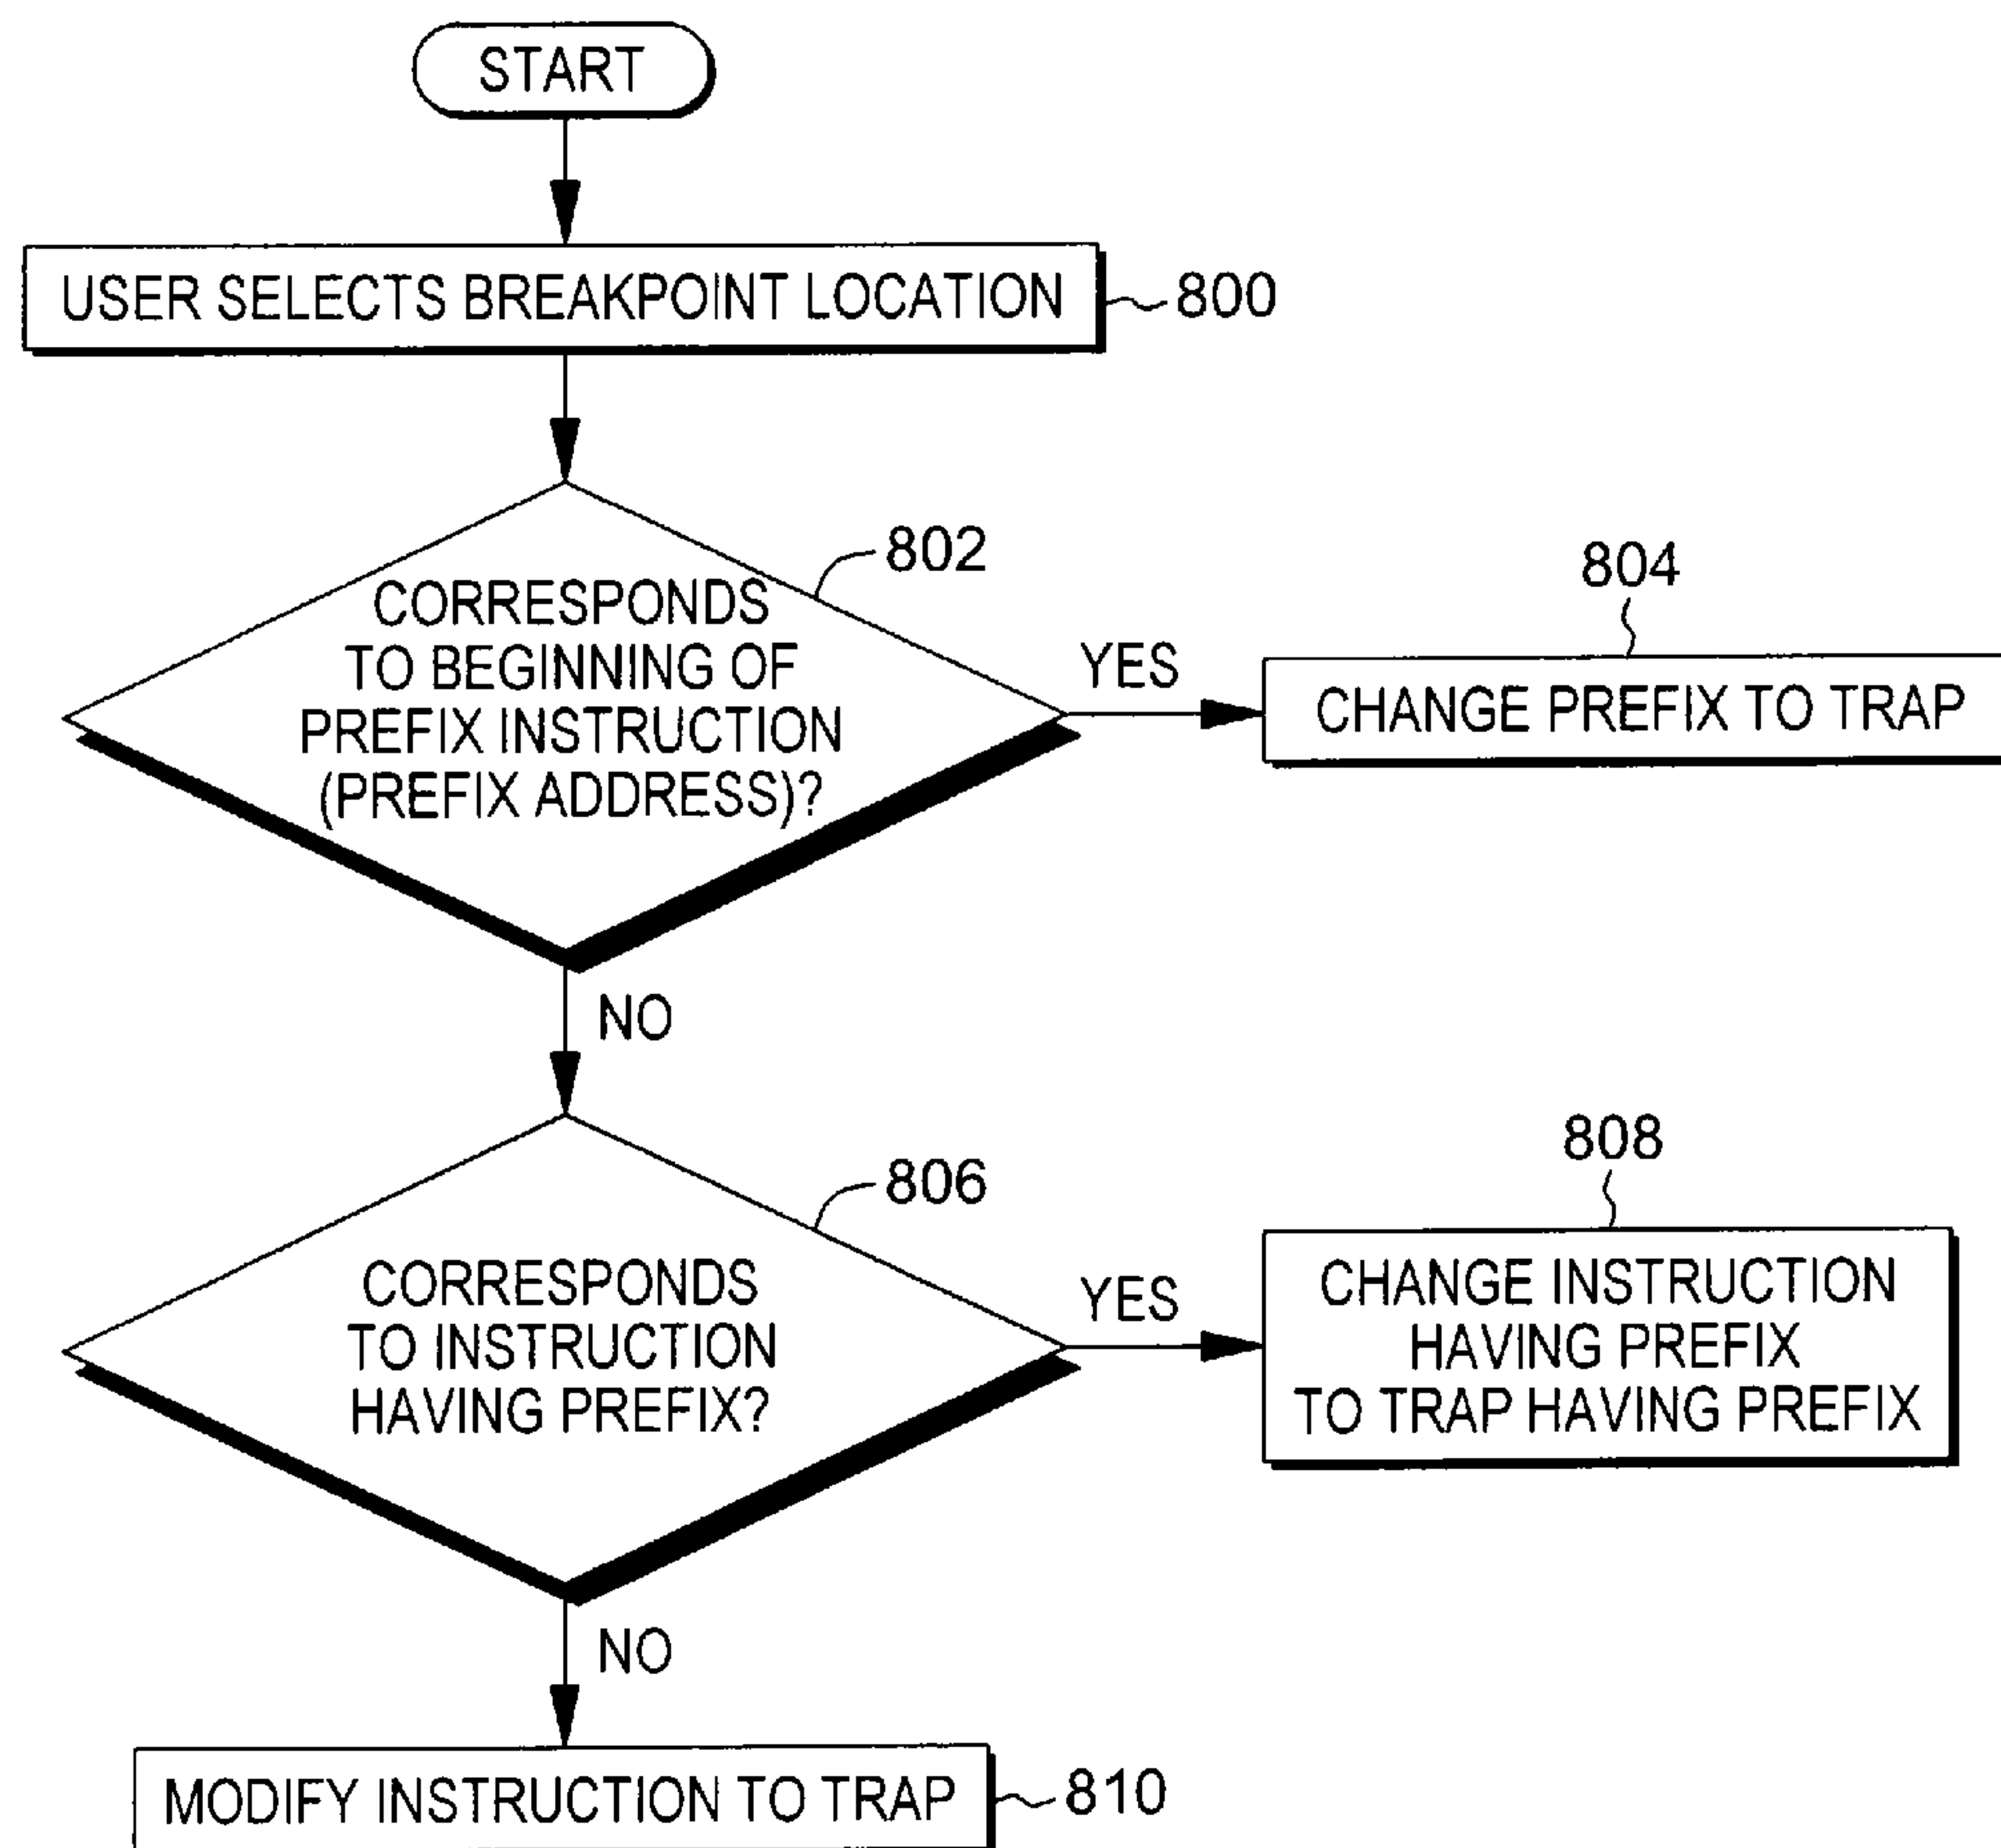 START
USER SELECTS BREAKPOINT LOCATION
800
802
CORRESPONDS
TO BEGINNING OF
PREFIX INSTRUCTION
(PREFIX ADDRESS)?
YES
804
CHANGE PREFIX TO TRAP
NO
806
CORRESPONDS
TO INSTRUCTION
HAVING PREFIX?
YES
808
CHANGE INSTRUCTION
HAVING PREFIX
TO TRAP HAVING PREFIX
NO
MODIFY INSTRUCTION TO TRAP
810